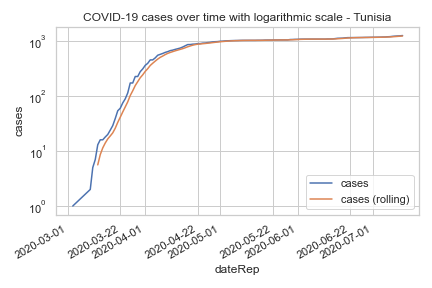 COVID-19 cases over time with logarithmic scale - Tunisia
10³
10²
10¹
10⁰
cases
cases
cases (rolling)
2020-03-01
2020-03-22
2020-04-01
2020-04-22
2020-05-01
2020-05-22
2020-06-01
2020-06-22
2020-07-01
dateRep